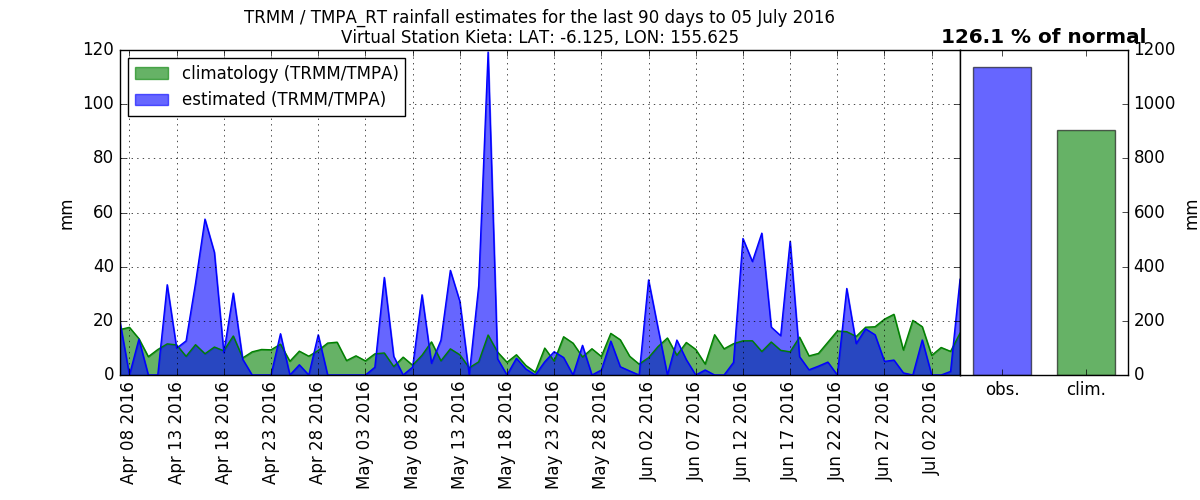 TRMM / TMPA_RT rainfall estimates for the last 90 days to 05 July 2016
Virtual Station Kieta: LAT: -6.125, LON: 155.625
126.1 % of normal
climatology (TRMM/TMPA)
estimated (TRMM/TMPA)
mm
120
100
80
60
40
20
0
Apr 08 2016
Apr 13 2016
Apr 18 2016
Apr 23 2016
Apr 28 2016
May 03 2016
May 08 2016
May 13 2016
May 18 2016
May 23 2016
May 28 2016
Jun 02 2016
Jun 07 2016
Jun 12 2016
Jun 17 2016
Jun 22 2016
Jun 27 2016
Jul 02 2016
obs.
clim.
1200
1000
800
600
400
200
0
mm